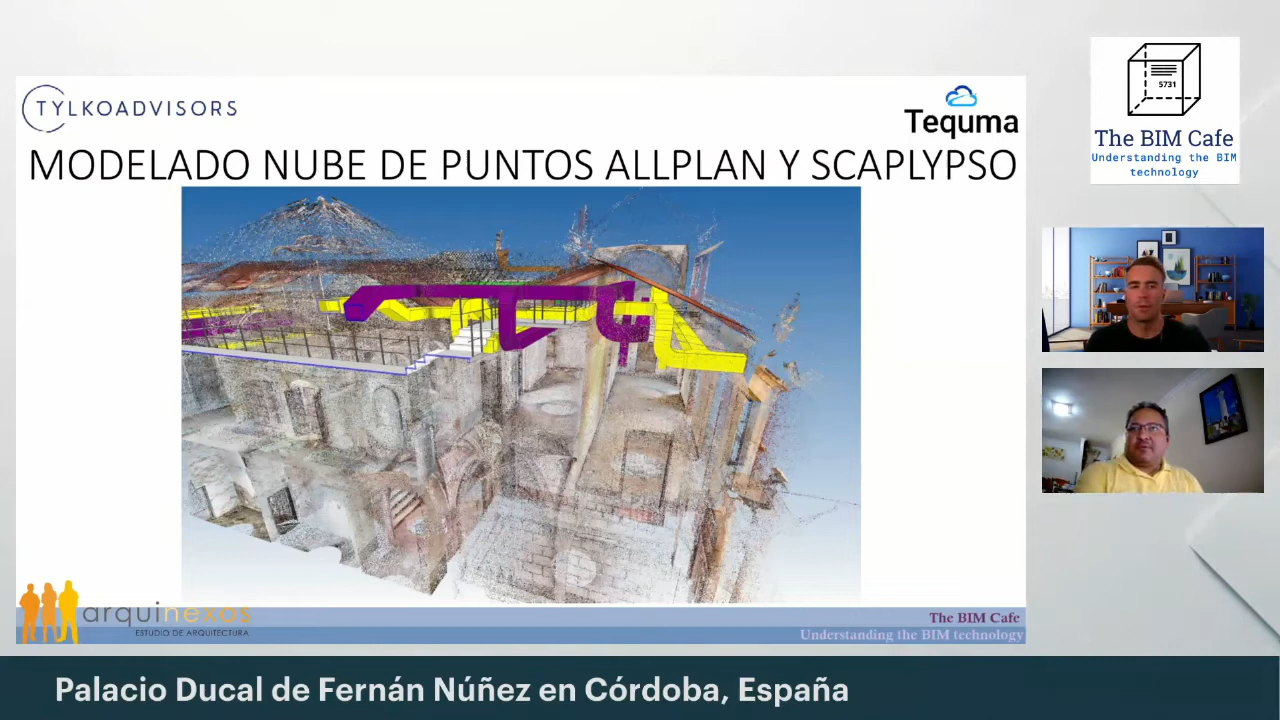 TYLKOADVISORS
Tequma
MODELADO NUBE DE PUNTOS ALLPLAN Y SCAPLYPSO
5731
The BIM Cafe
Understanding the BIM
technology
arquinexos
ESTUDIO DE ARQUITECTURA
The BIM Cafe
Understanding the BIM technology
Palacio Ducal de Fernán Núñez en Córdoba, España